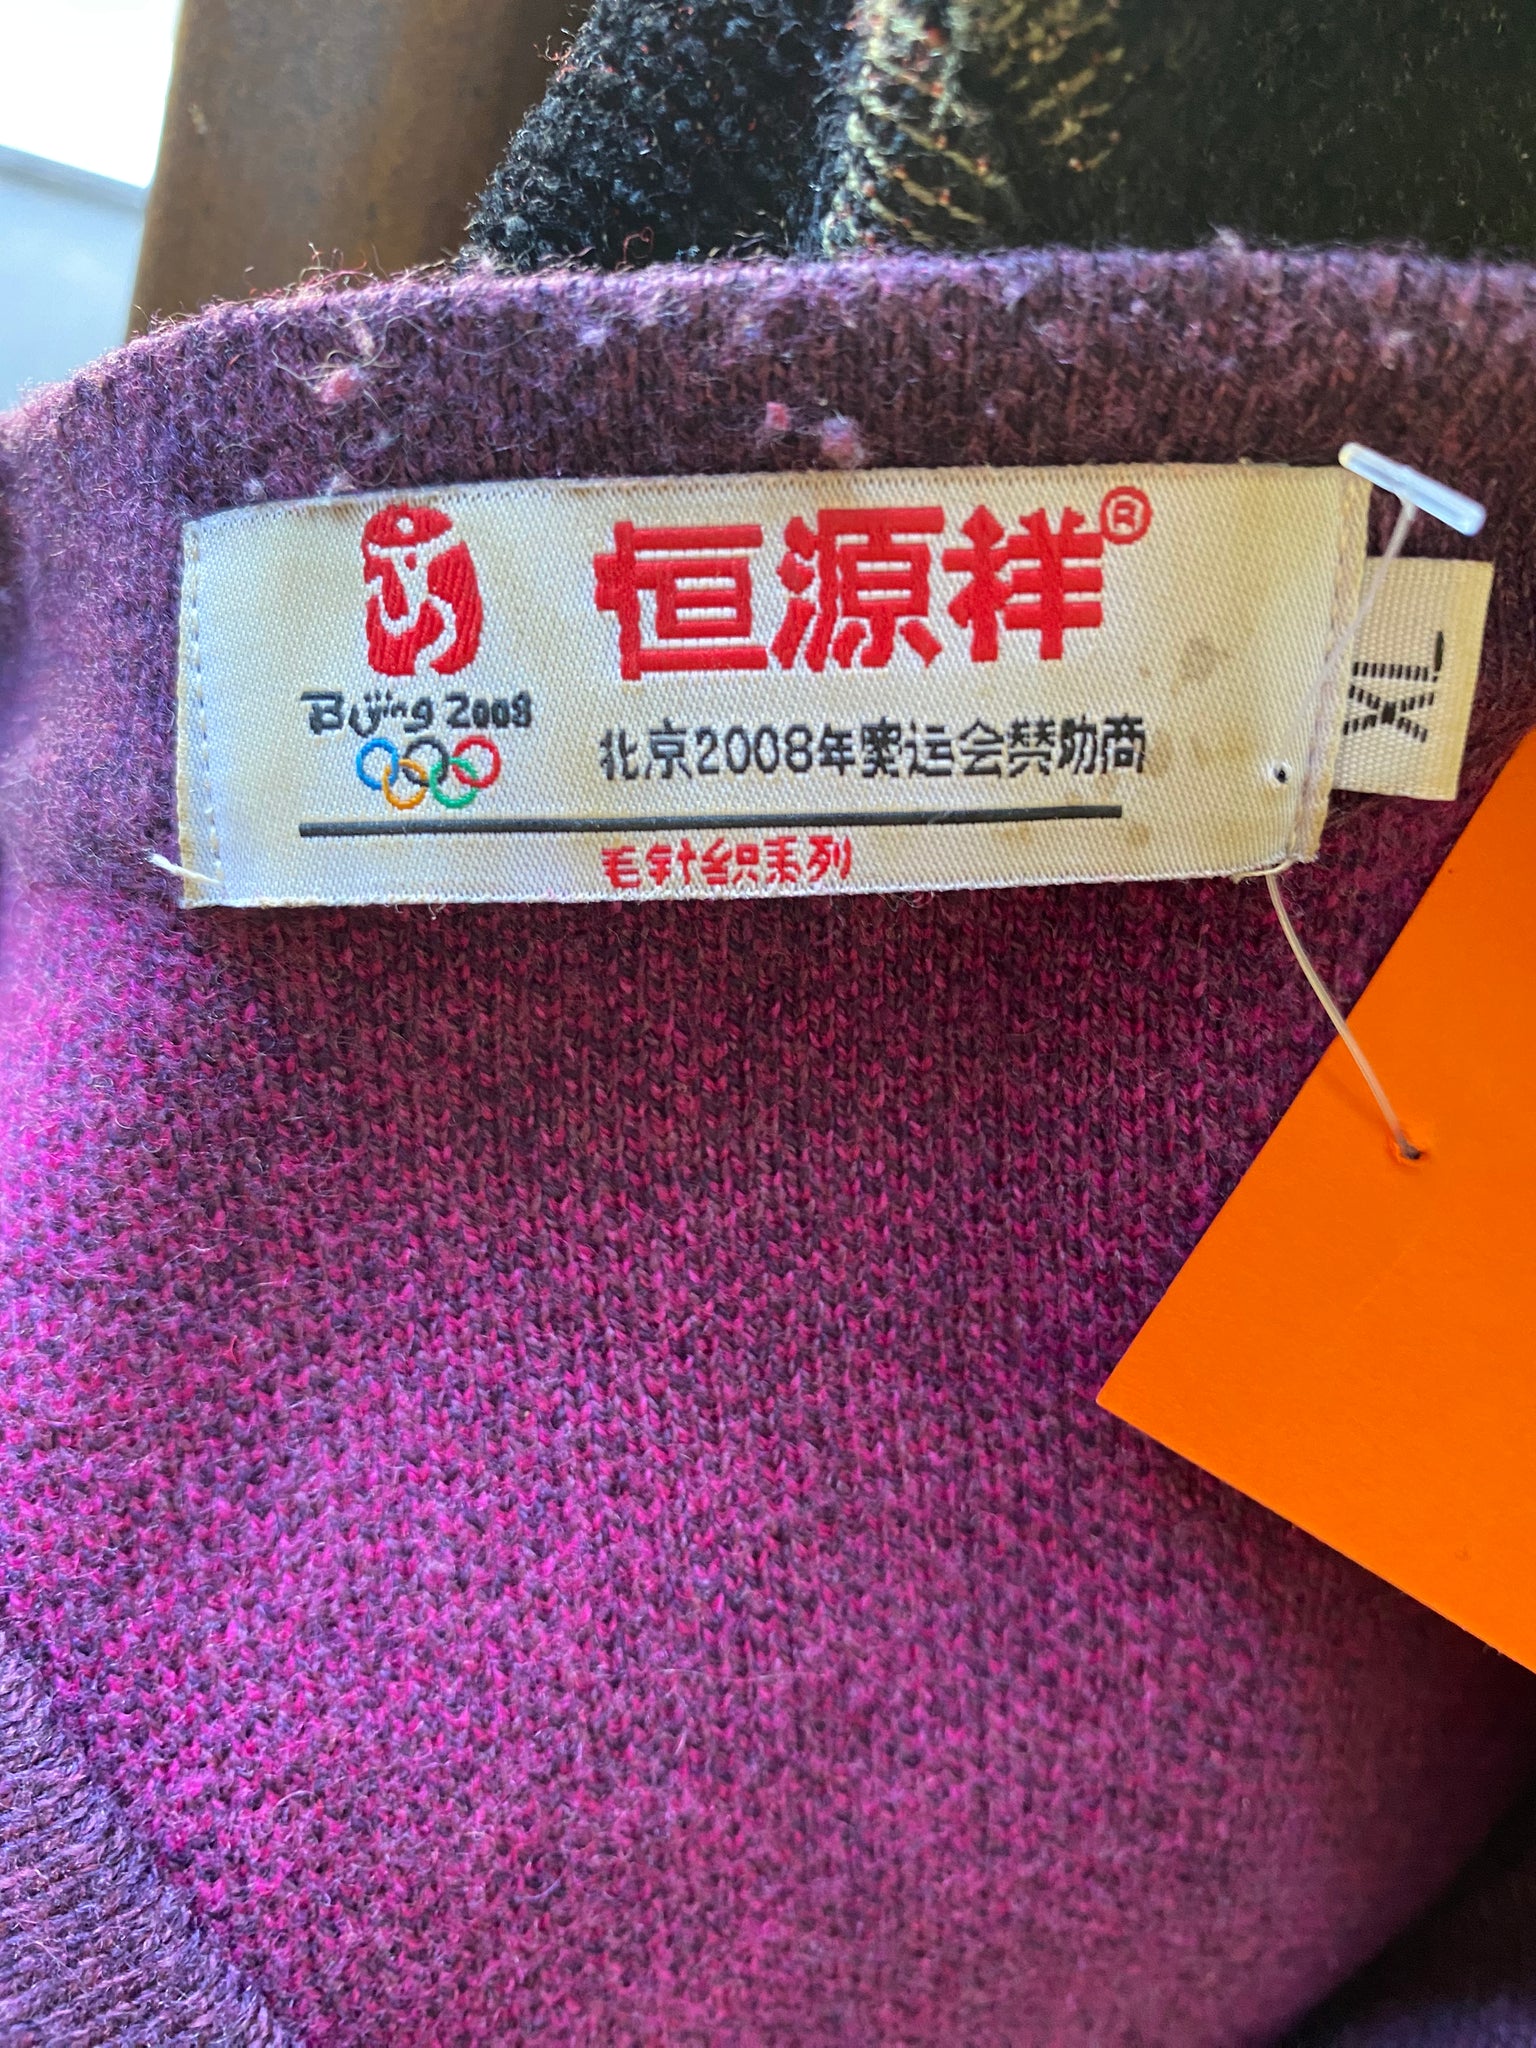 恒源祥®
Beijing 2008
北京2008年奥运会赞助商
毛针织系列
XL